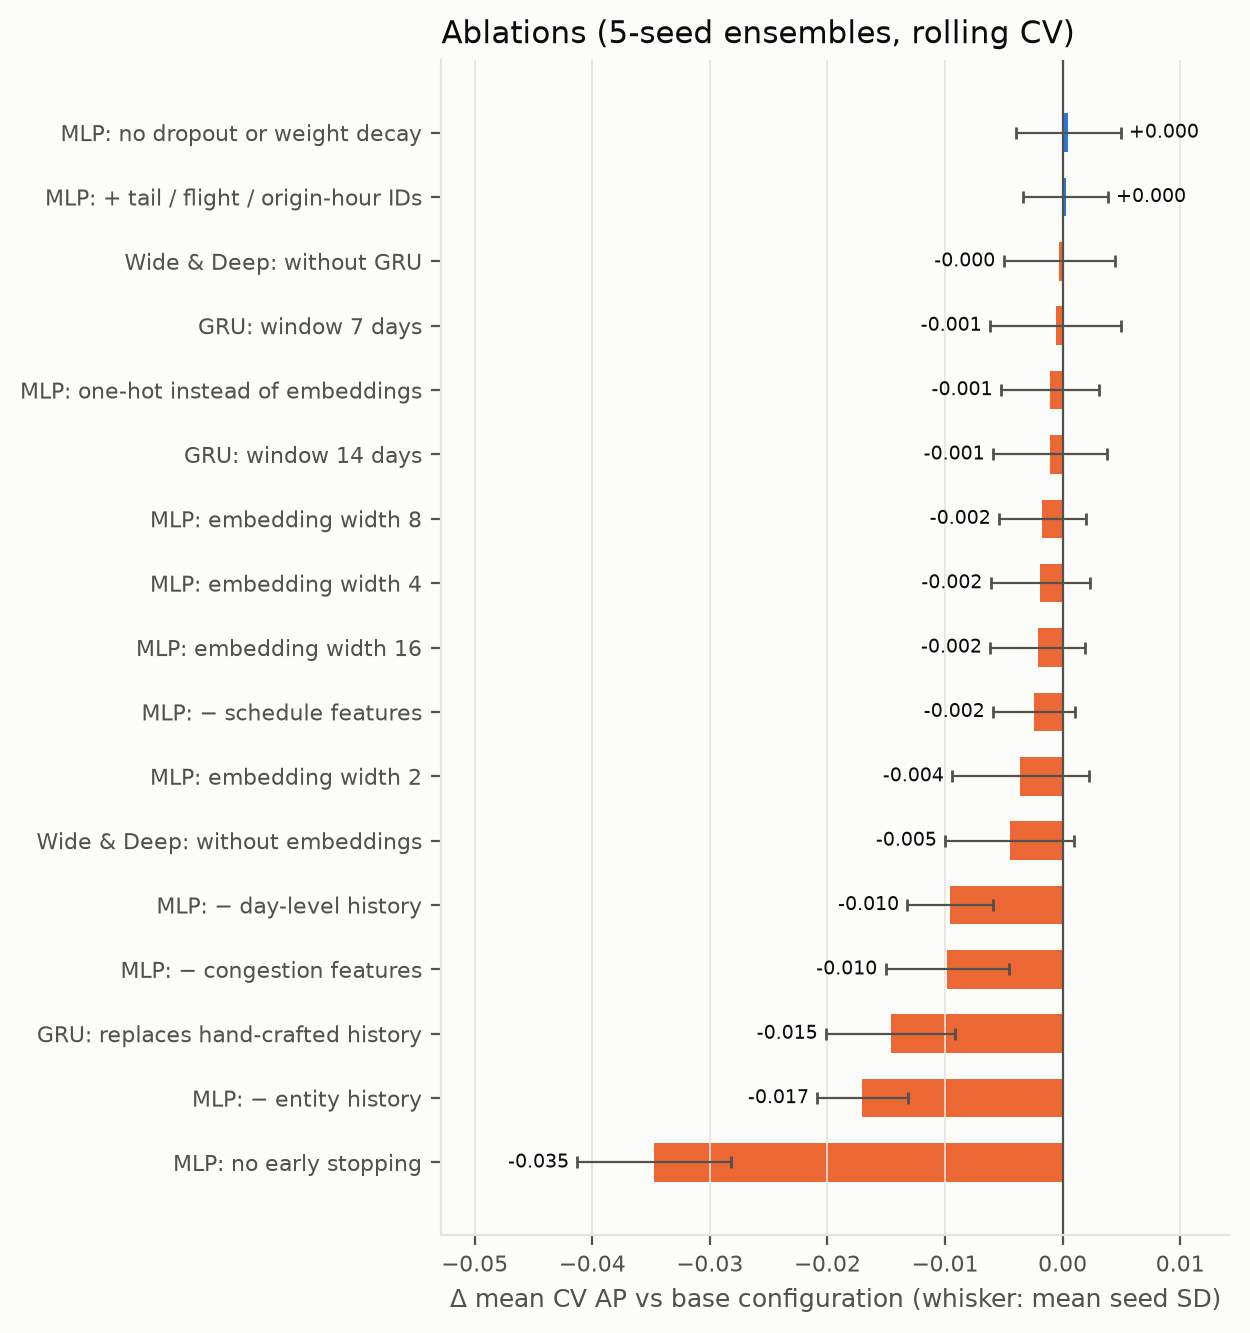 Ablations (5-seed ensembles, rolling CV)
MLP: no dropout or weight decay
+0.000
MLP: + tail / flight / origin-hour IDs
+0.000
Wide & Deep: without GRU
-0.000
GRU: window 7 days
-0.001
MLP: one-hot instead of embeddings
-0.001
GRU: window 14 days
-0.001
MLP: embedding width 8
-0.002
MLP: embedding width 4
-0.002
MLP: embedding width 16
-0.002
MLP: − schedule features
-0.002
MLP: embedding width 2
-0.004
Wide & Deep: without embeddings
-0.005
MLP: − day-level history
-0.010
MLP: − congestion features
-0.010
GRU: replaces hand-crafted history
-0.015
MLP: − entity history
-0.017
MLP: no early stopping
-0.035
−0.05 −0.04 −0.03 −0.02 −0.01 0.00 0.01
Δ mean CV AP vs base configuration (whisker: mean seed SD)